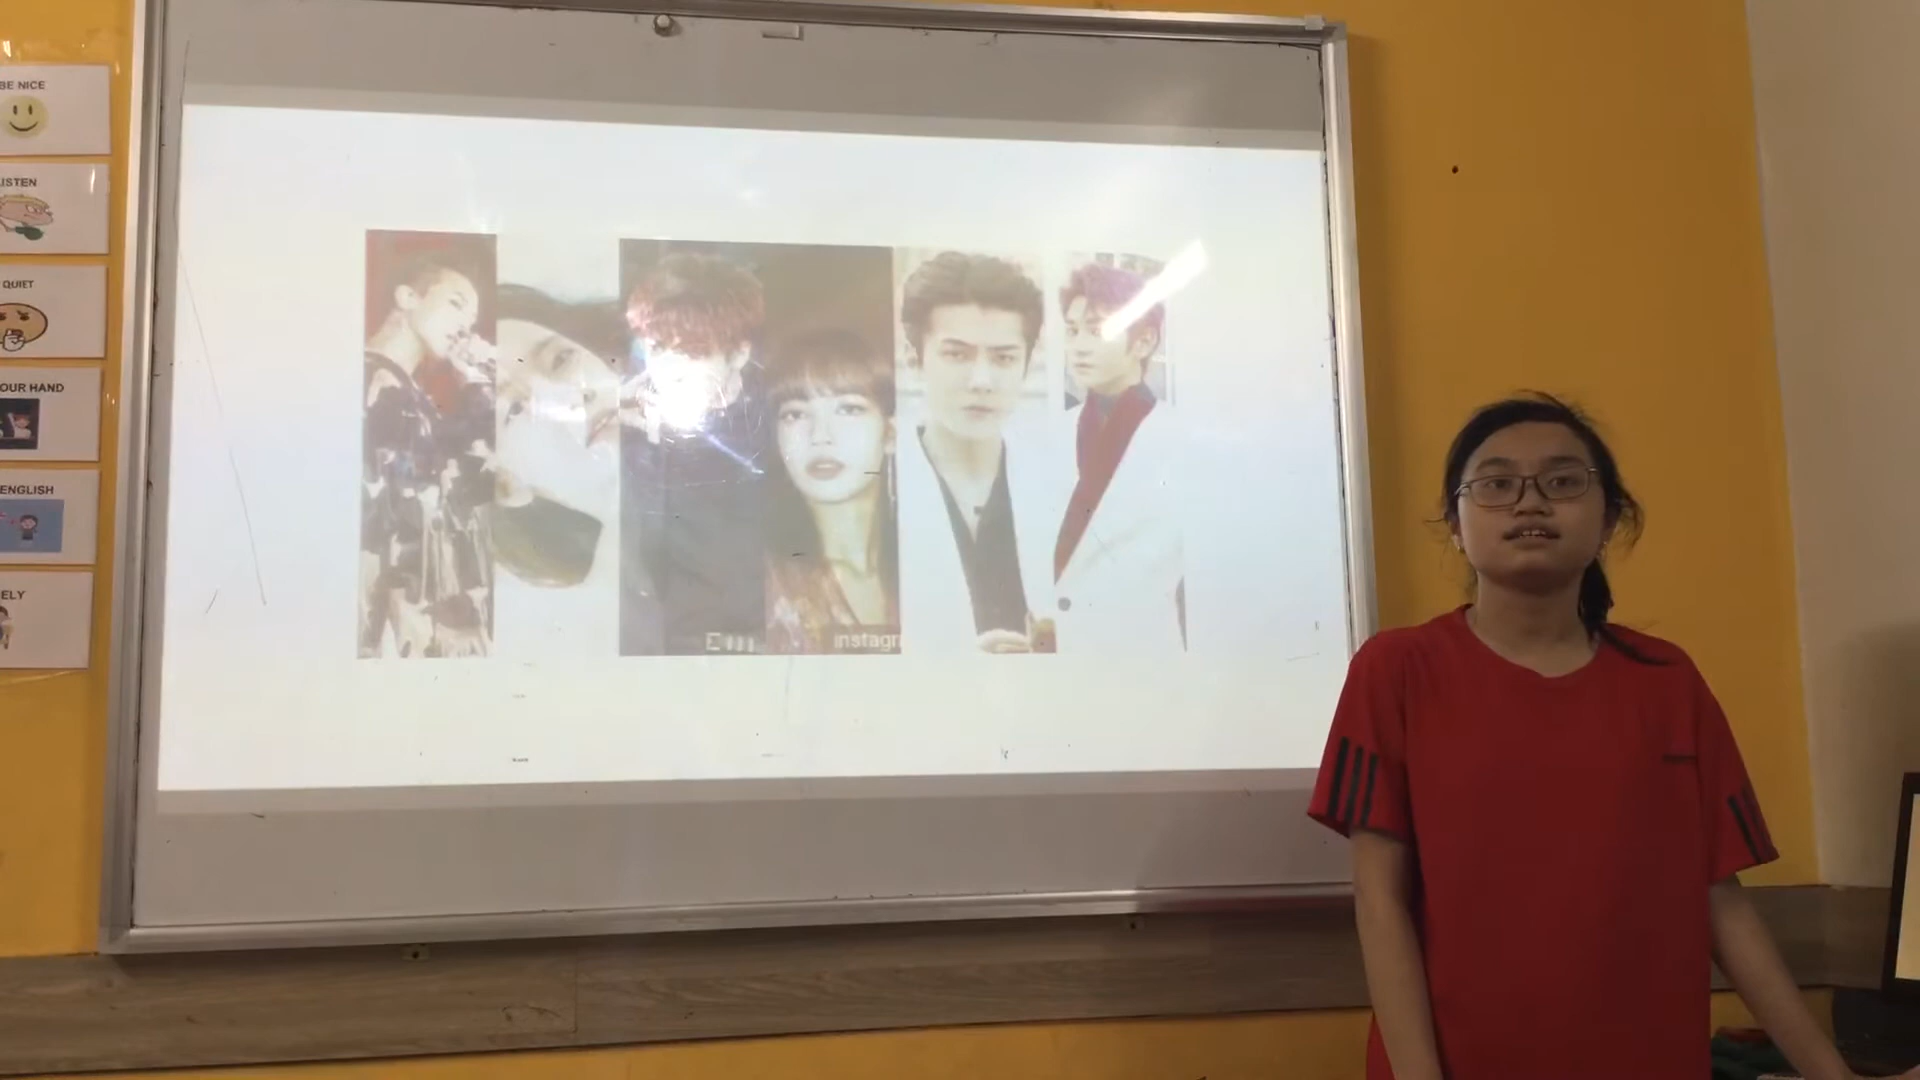 BE NICE
LISTEN
QUIET
OUR HAND
ENGLISH
ELY
instagr